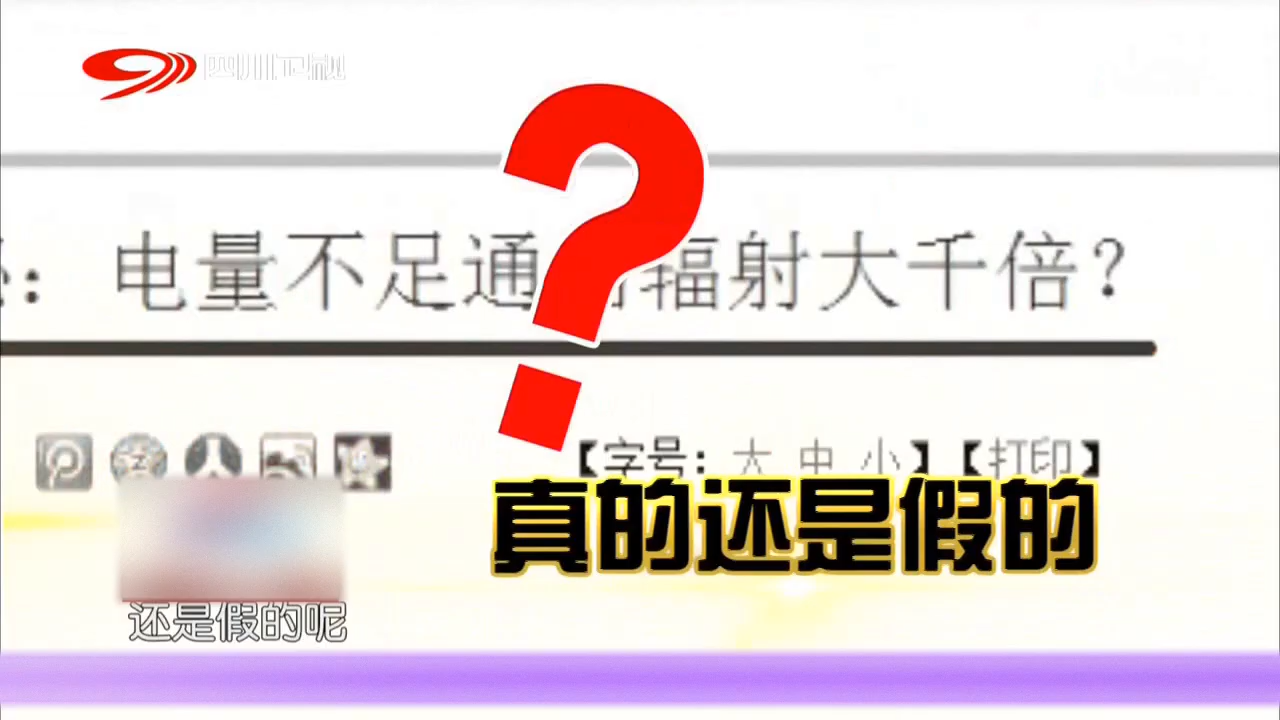 四川卫视
：电量不足通 辐射大千倍？
【字号：大 中 小】【打印】
真的还是假的
还是假的呢